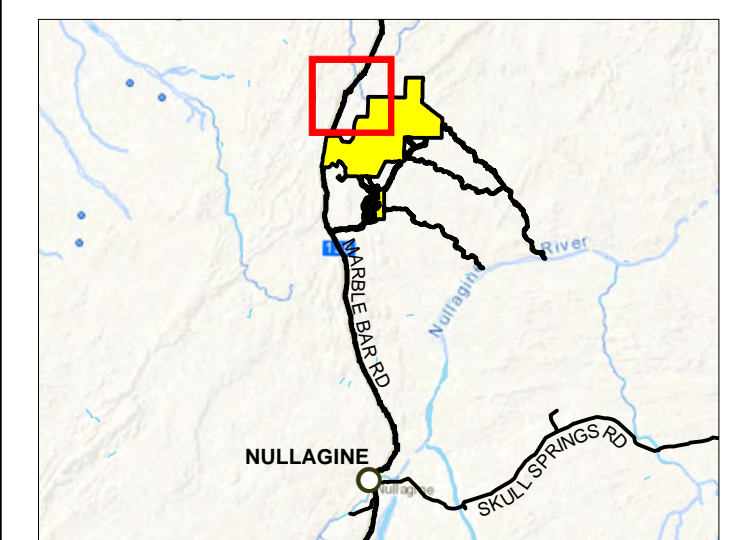 MARBLE BAR RD
Nullagine River
NULLAGINE
Nullagine
SKULL SPRINGS RD